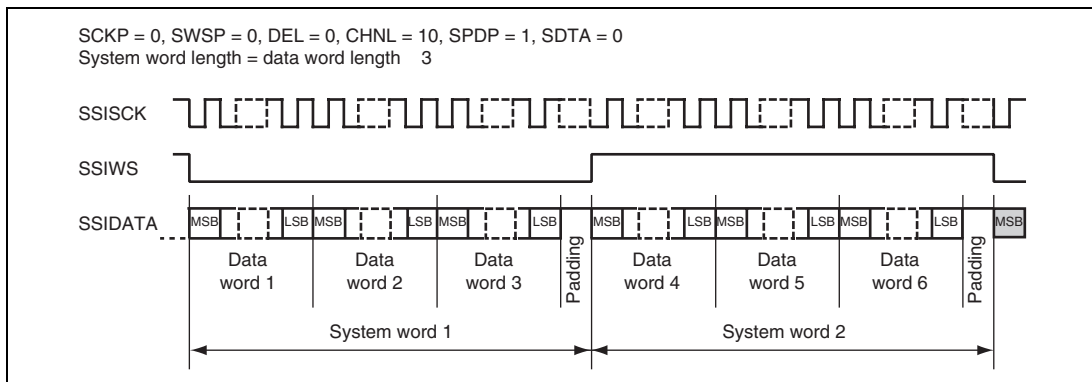 SCKP = 0, SWSP = 0, DEL = 0, CHNL = 10, SPDP = 1, SDTA = 0
System word length = data word length 3
SSISCK
SSIWS
SSIDATA
MSB LSB MSB LSB MSB LSB MSB LSB MSB LSB MSB LSB MSB
Data word 1
Data word 2
Data word 3
Padding
Data word 4
Data word 5
Data word 6
Padding
System word 1
System word 2